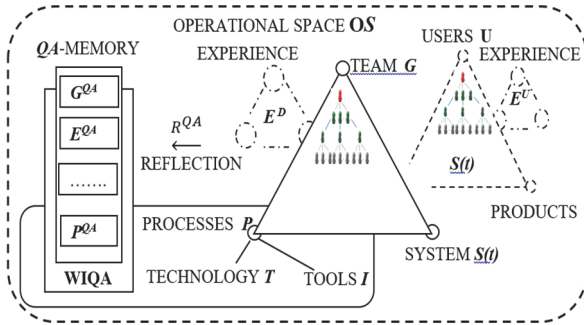 OPERATIONAL SPACE OS
QA-MEMORY
G^QA
E^QA
.......
P^QA
WIQA
EXPERIENCE
E^D
R^QA
REFLECTION
TEAM G
USERS U
EXPERIENCE
E^U
S(t)
PRODUCTS
PROCESSES P
SYSTEM S(t)
TECHNOLOGY T
TOOLS I